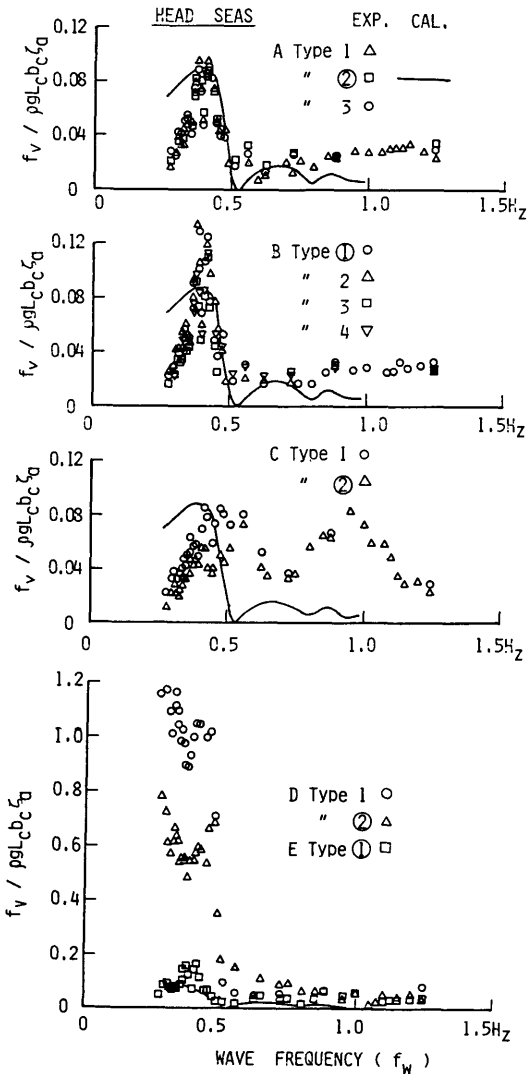 HEAD SEAS EXP. CAL.
A Type 1 △
" ② □
" 3 ○
f_v / ρgL_cb_cζ_a
0.12
0.08
0.04
0
0 0.5 1.0 1.5Hz
B Type ① ○
" 2 △
" 3 □
" 4 ▽
f_v / ρgL_cb_cζ_a
0.12
0.08
0.04
0
0 0.5 1.0 1.5Hz
C Type 1 ○
" ② △
f_v / ρgL_cb_cζ_a
0.12
0.08
0.04
0
0 0.5 1.0 1.5Hz
D Type 1 ○
" ② △
E Type ① □
f_v / ρgL_cb_cζ_a
1.2
1.0
0.8
0.6
0.4
0.2
0
0 0.5 1.0 1.5Hz
WAVE FREQUENCY ( f_w )